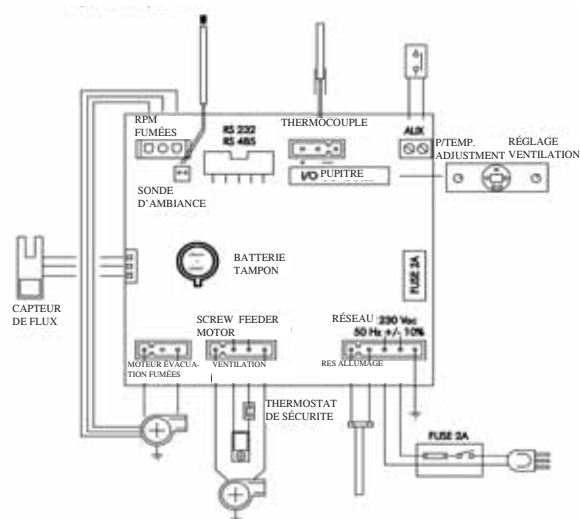 RPM
FUMÉES
RS 232
RS 485
THERMOCOUPLE
AUX
P/TEMP.
ADJUSTMENT
RÉGLAGE
VENTILATION
I/O PUPITRE
SONDE
D'AMBIANCE
BATTERIE
TAMPON
FUSE 2A
CAPTEUR
DE FLUX
SCREW FEEDER
MOTOR
RÉSEAU 230 Vac
50 Hz +/- 10%
MOTEUR ÉVACUA-
TION FUMÉES
VENTILATION
RES ALLUMAGE
THERMOSTAT
DE SÉCURITE
FUSE 2A